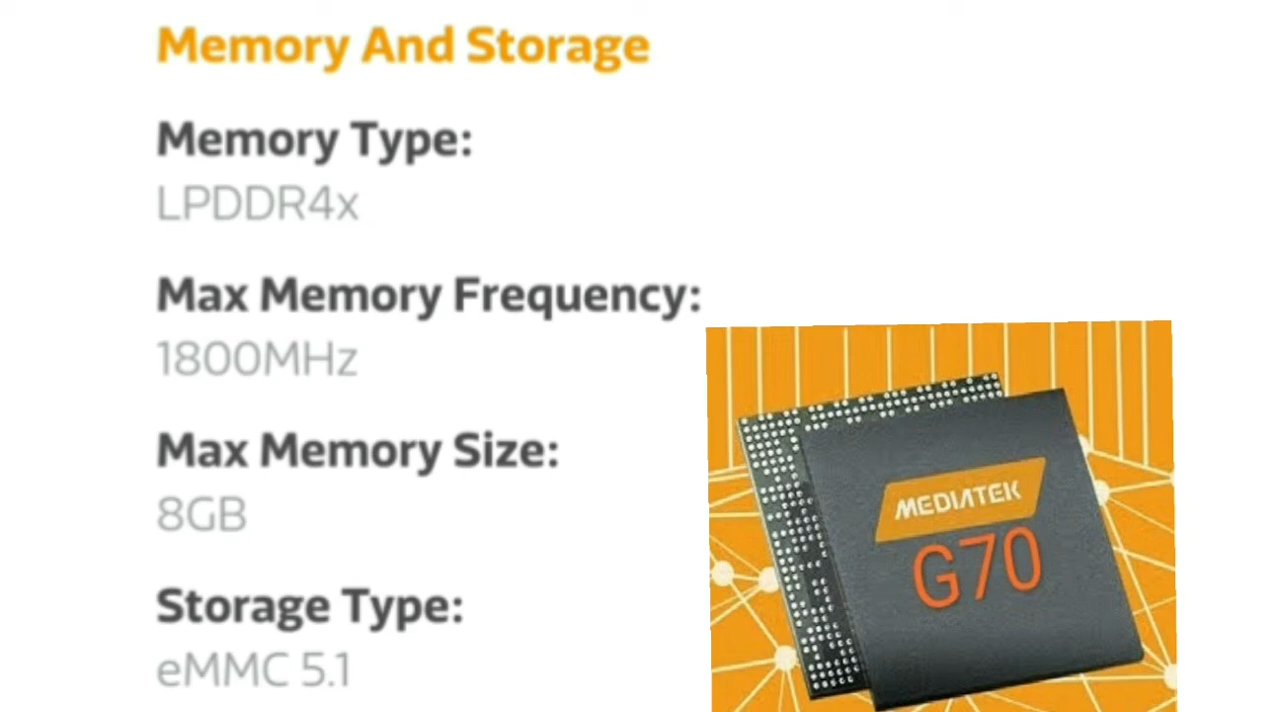 Memory And Storage
Memory Type:
LPDDR4x
Max Memory Frequency:
1800MHz
Max Memory Size:
8GB
Storage Type:
eMMC 5.1
MEDIATEK
G70